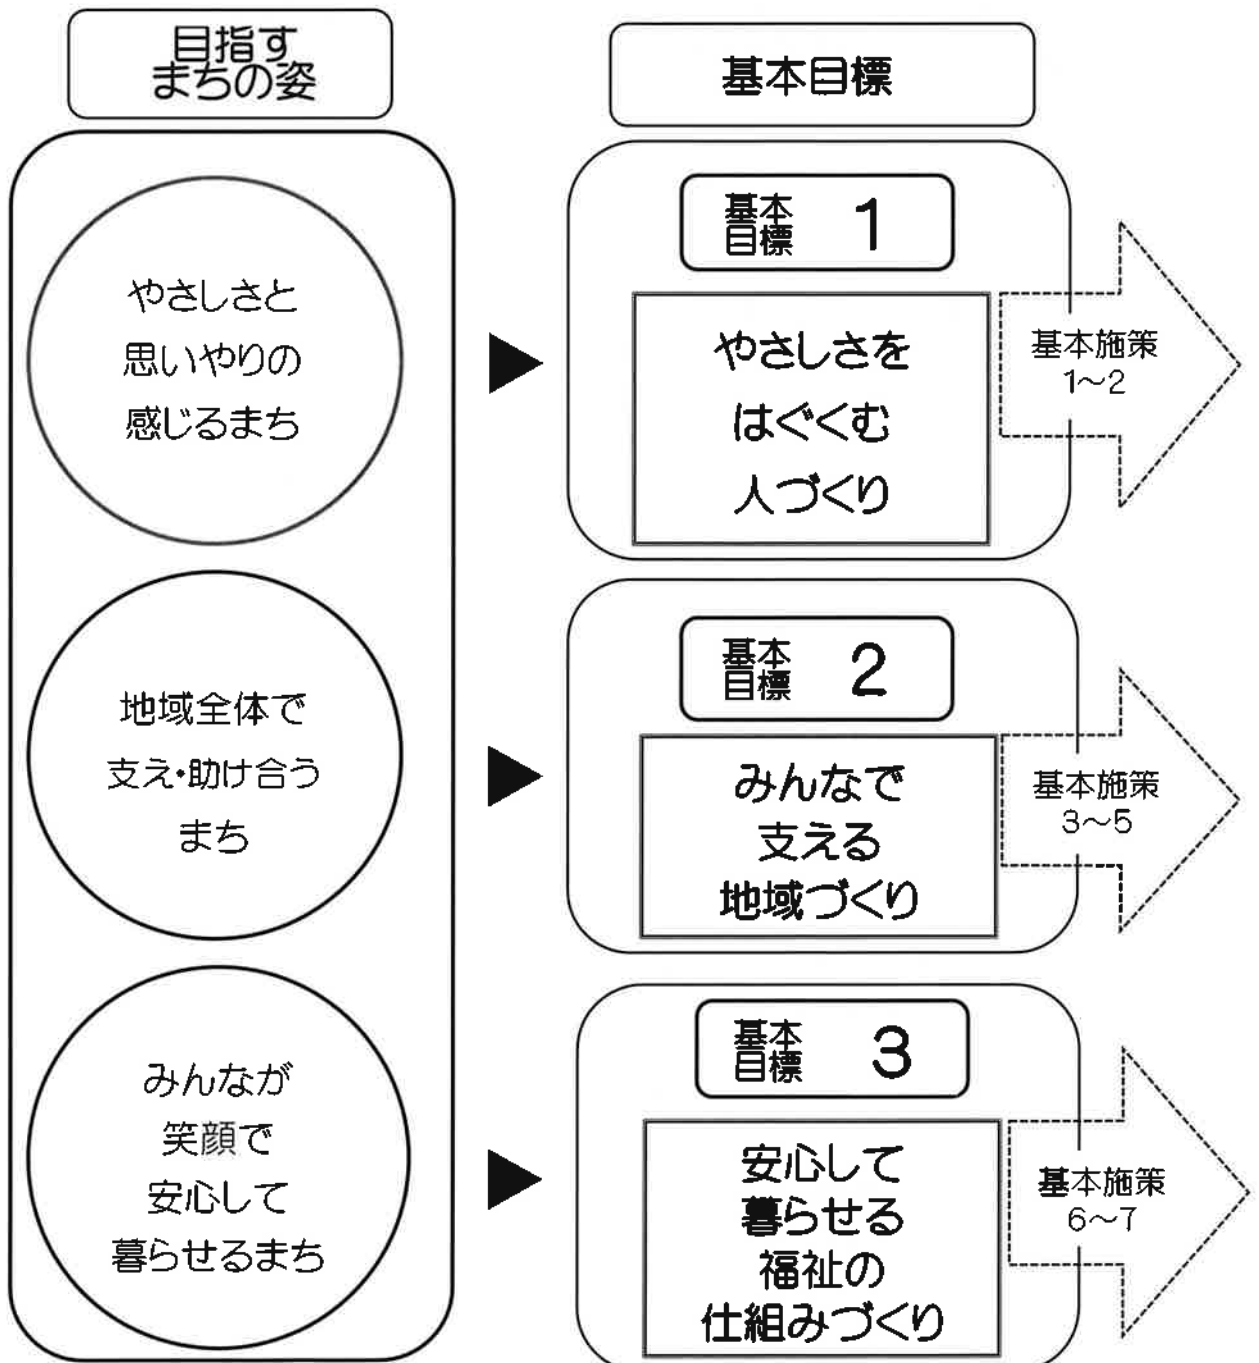 目指す
まちの姿
基本目標
やさしさと
思いやりの
感じるまち
基本
目標
1
やさしさを
はぐくむ
人づくり
基本施策
1～2
地域全体で
支え・助け合う
まち
基本
目標
2
みんなで
支える
地域づくり
基本施策
3～5
みんなが
笑顔で
安心して
暮らせるまち
基本
目標
3
安心して
暮らせる
福祉の
仕組みづくり
基本施策
6～7